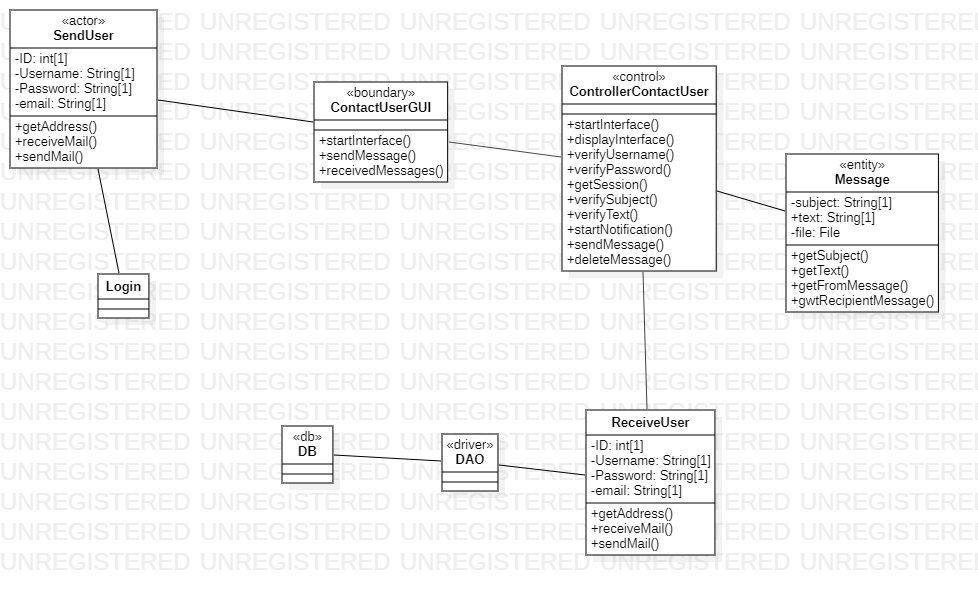 «actor»
SendUser
-ID: int[1]
-Username: String[1]
-Password: String[1]
-email: String[1]
+getAddress()
+receiveMail()
+sendMail()
«boundary»
ContactUserGUI
+startInterface()
+sendMessage()
+receivedMessages()
«control»
ControllerContactUser
+startInterface()
+displayInterface()
+verifyUsername()
+verifyPassword()
+getSession()
+verifySubject()
+verifyText()
+startNotification()
+sendMessage()
+deleteMessage()
«entity»
Message
-subject: String[1]
+text: String[1]
-file: File
+getSubject()
+getText()
+getFromMessage()
+gwtRecipientMessage()
Login
«db»
DB
«driver»
DAO
ReceiveUser
-ID: int[1]
-Username: String[1]
-Password: String[1]
-email: String[1]
+getAddress()
+receiveMail()
+sendMail()
UNREGISTERED UNREGISTERED UNREGISTERED UNREGISTERED UNREGISTERED